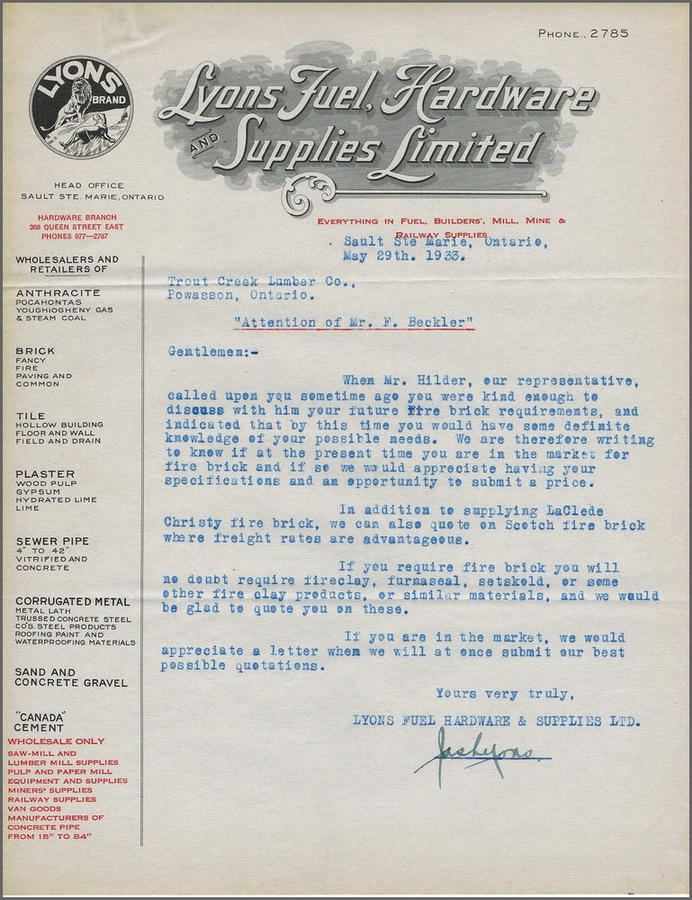 PHONE.. 2785
LYONS
BRAND
Lyons Fuel, Hardware
AND Supplies Limited
HEAD OFFICE
SAULT STE. MARIE, ONTARIO
HARDWARE BRANCH
368 QUEEN STREET EAST
PHONES 977—2787
EVERYTHING IN FUEL, BUILDERS', MILL, MINE &
RAILWAY SUPPLIES
WHOLESALERS AND
RETAILERS OF
ANTHRACITE
POCAHONTAS
YOUGHIOGHENY GAS
& STEAM COAL
BRICK
FANCY
FIRE
PAVING AND
COMMON
TILE
HOLLOW BUILDING
FLOOR AND WALL
FIELD AND DRAIN
PLASTER
WOOD PULP
GYPSUM
HYDRATED LIME
LIME
SEWER PIPE
4" TO 42"
VITRIFIED AND
CONCRETE
CORRUGATED METAL
METAL LATH
TRUSSED CONCRETE STEEL
CO'S. STEEL PRODUCTS
ROOFING PAINT AND
WATERPROOFING MATERIALS
SAND AND
CONCRETE GRAVEL
"CANADA"
CEMENT
WHOLESALE ONLY
SAW-MILL AND
LUMBER MILL SUPPLIES
PULP AND PAPER MILL
EQUIPMENT AND SUPPLIES
MINERS' SUPPLIES
RAILWAY SUPPLIES
VAN GOODS
MANUFACTURERS OF
CONCRETE PIPE
FROM 15" TO 84"
Sault Ste Marie, Ontario,
May 29th. 1933.
Trout Creek Lumber Co.,
Powasson, Ontario.
"Attention of Mr. F. Beckler"
Gentlemen:-
When Mr. Hilder, our representative,
called upon you sometime ago you were kind enough to
discuss with him your future fire brick requirements, and
indicated that by this time you would have some definite
knowledge of your possible needs. We are therefore writing
to know if at the present time you are in the market for
fire brick and if so we would appreciate having your
specifications and an opportunity to submit a price.
In addition to supplying LaClede
Christy fire brick, we can also quote on Scotch fire brick
where freight rates are advantageous.
If you require fire brick you will
no doubt require fireclay, furnaseal, setskold, or some
other fire clay products, or similar materials, and we would
be glad to quote you on these.
If you are in the market, we would
appreciate a letter when we will at once submit our best
possible quotations.
Yours very truly,
LYONS FUEL HARDWARE & SUPPLIES LTD.
Jas Lyons.